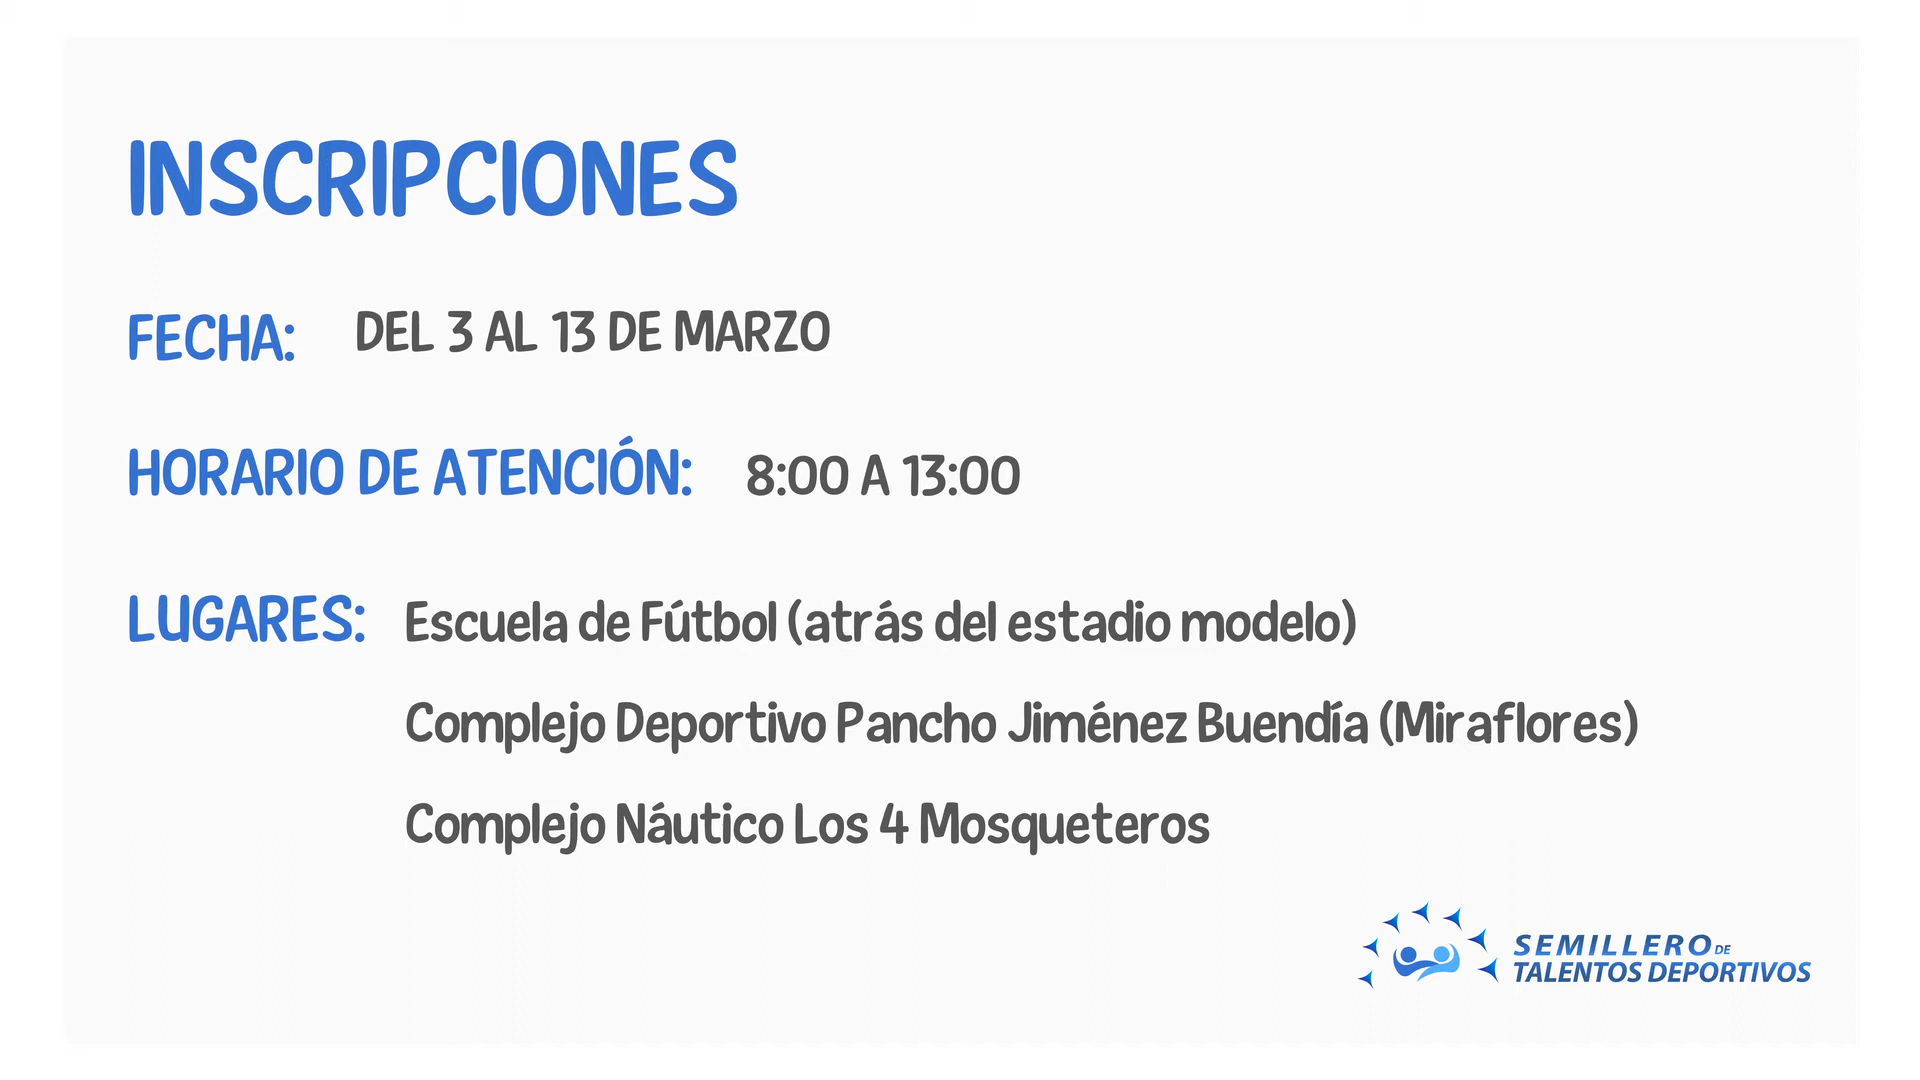 INSCRIPCIONES
FECHA: DEL 3 AL 13 DE MARZO
HORARIO DE ATENCIÓN: 8:00 A 13:00
LUGARES: Escuela de Fútbol (atrás del estadio modelo)
Complejo Deportivo Pancho Jiménez Buendía (Miraflores)
Complejo Náutico Los 4 Mosqueteros
SEMILLERO DE
TALENTOS DEPORTIVOS